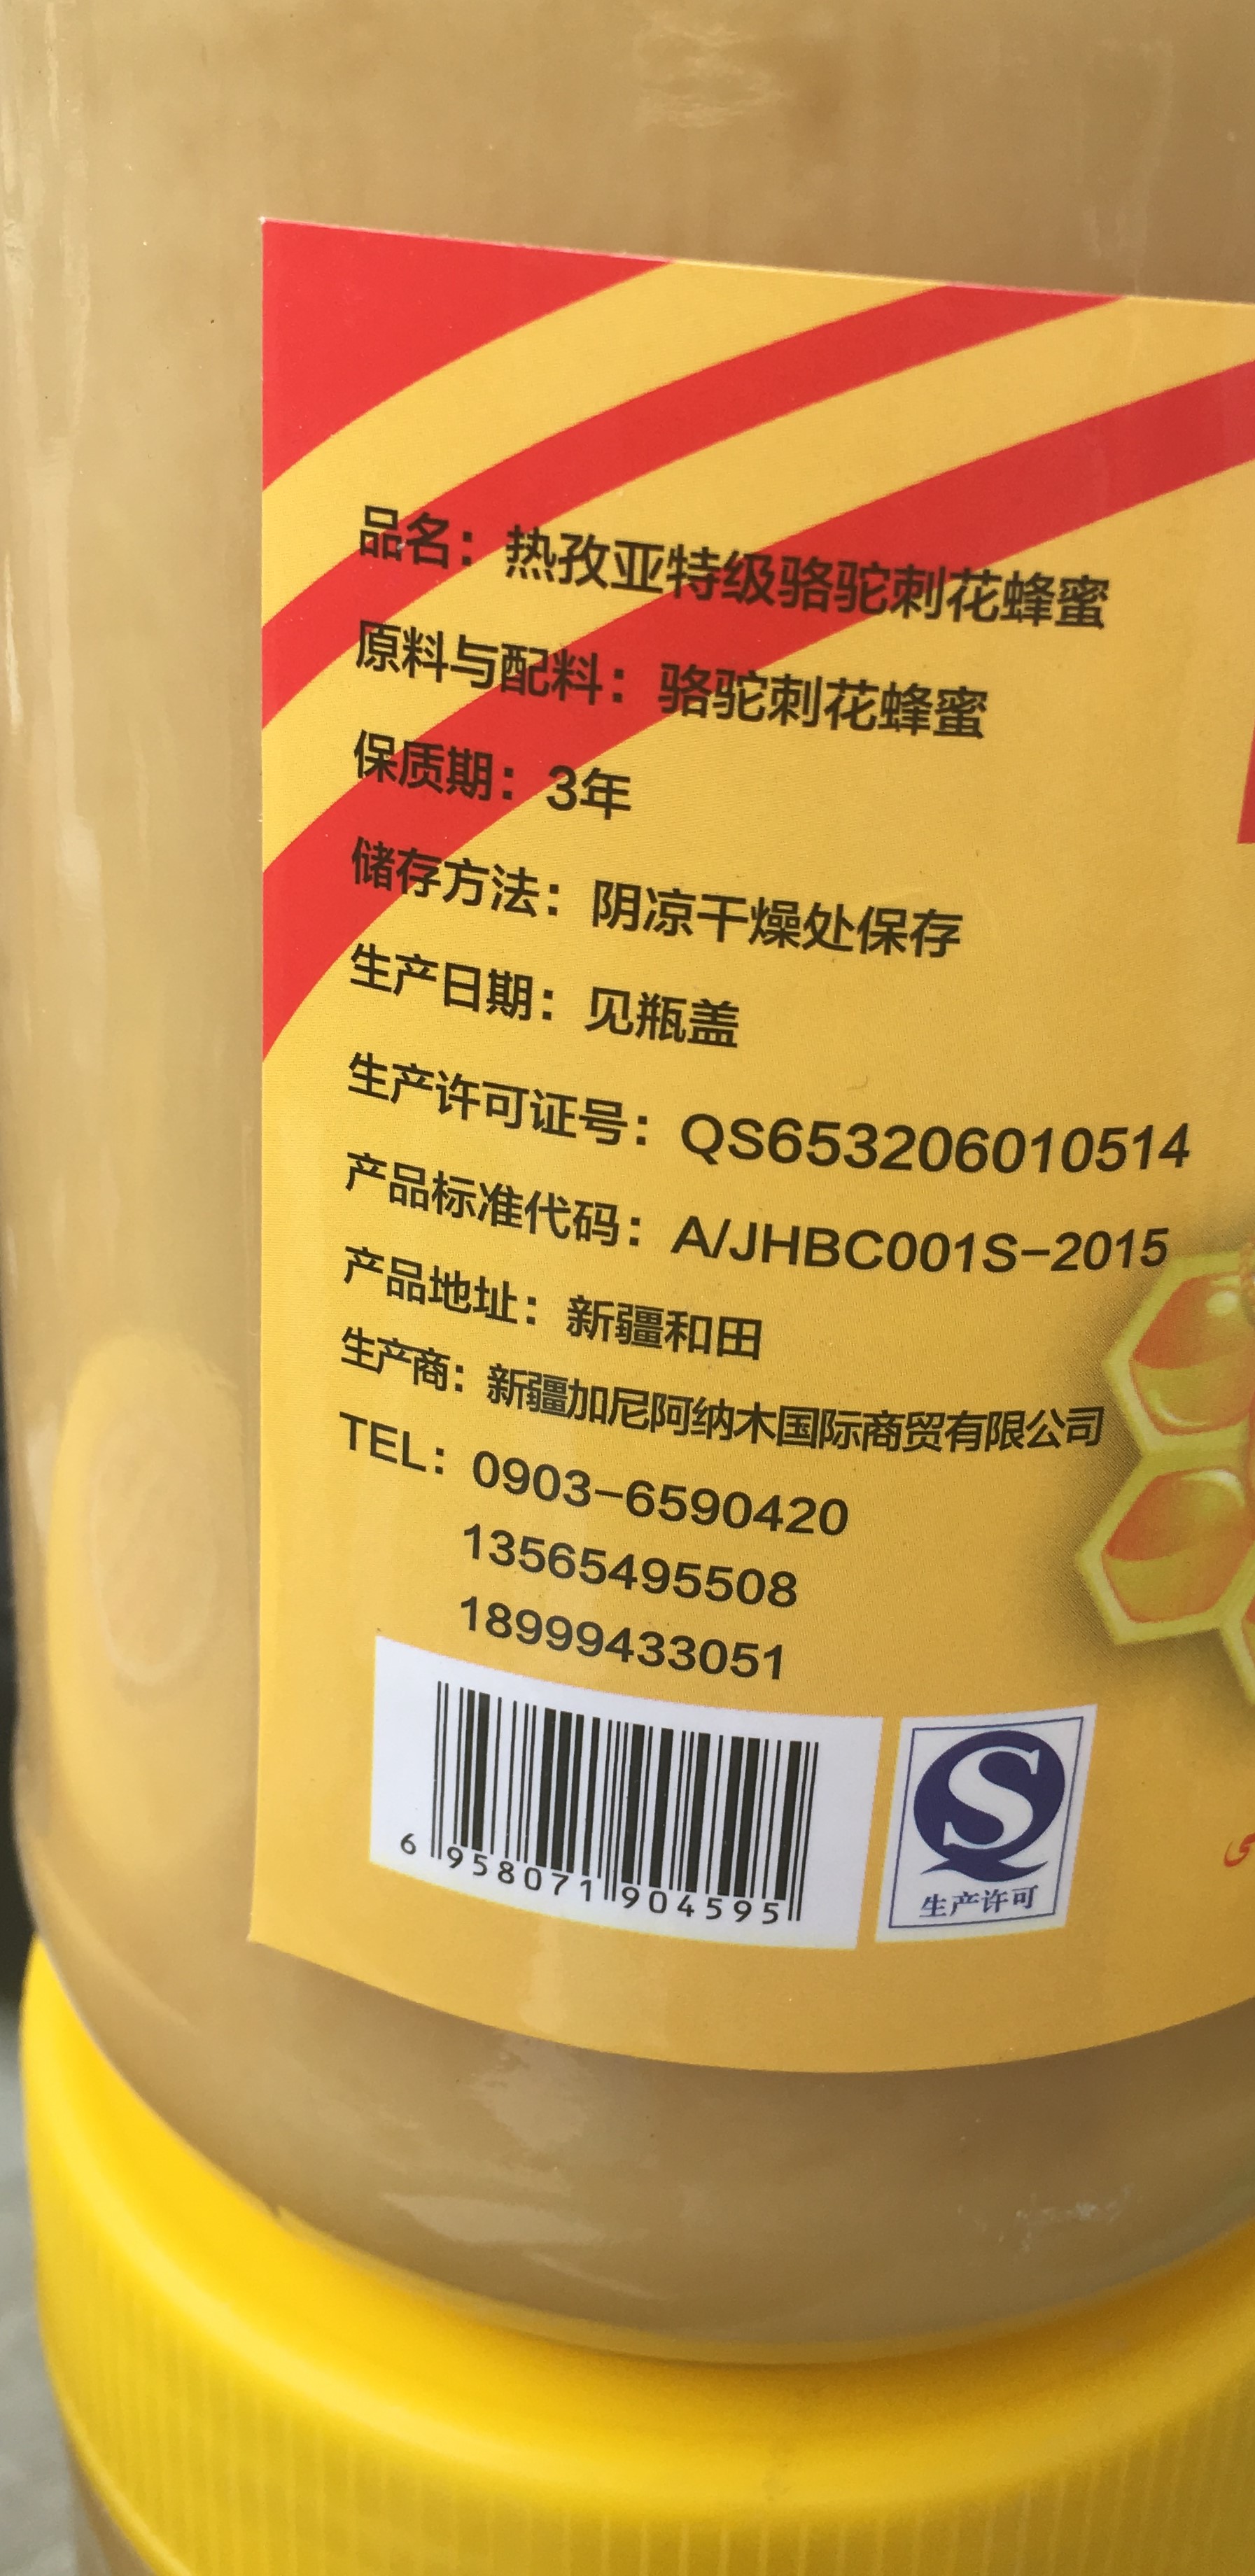 品名：热孜亚特级骆驼刺花蜂蜜
原料与配料：骆驼刺花蜂蜜
保质期：3年
储存方法：阴凉干燥处保存
生产日期：见瓶盖
生产许可证号：QS653206010514
产品标准代码：A/JHBC001S-2015
产品地址：新疆和田
生产商：新疆加尼阿纳木国际商贸有限公司
TEL：0903-6590420
13565495508
18999433051
6 958071 904595
生产许可